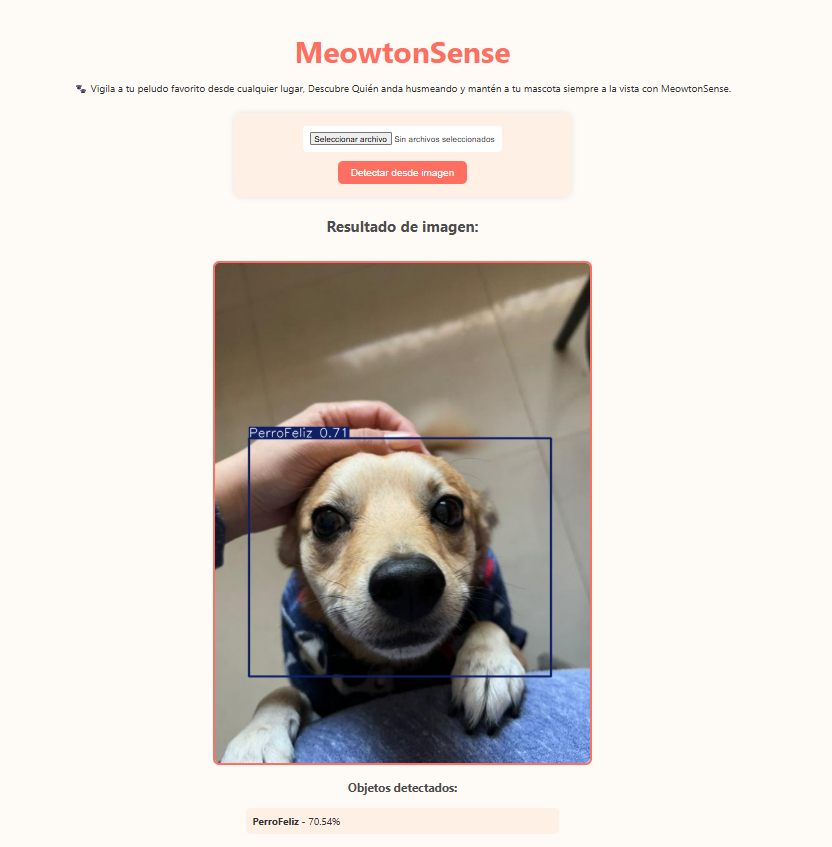 MeowtonSense
🐾 Vigila a tu peludo favorito desde cualquier lugar, Descubre Quién anda husmeando y mantén a tu mascota siempre a la vista con MeowtonSense.
Seleccionar archivo Sin archivos seleccionados
Detectar desde imagen
Resultado de imagen:
PerroFeliz 0.71
Objetos detectados:
PerroFeliz - 70.54%